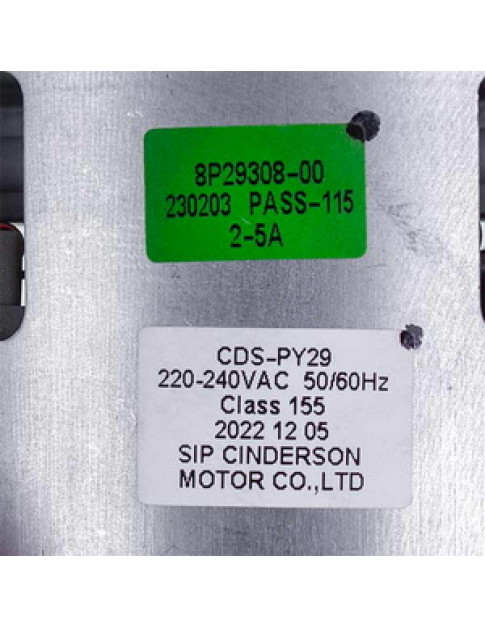 8P29308-00
230203 PASS-115
2-5A
CDS-PY29
220-240VAC 50/60Hz
Class 155
2022 12 05
SIP CINDERSON
MOTOR CO.,LTD